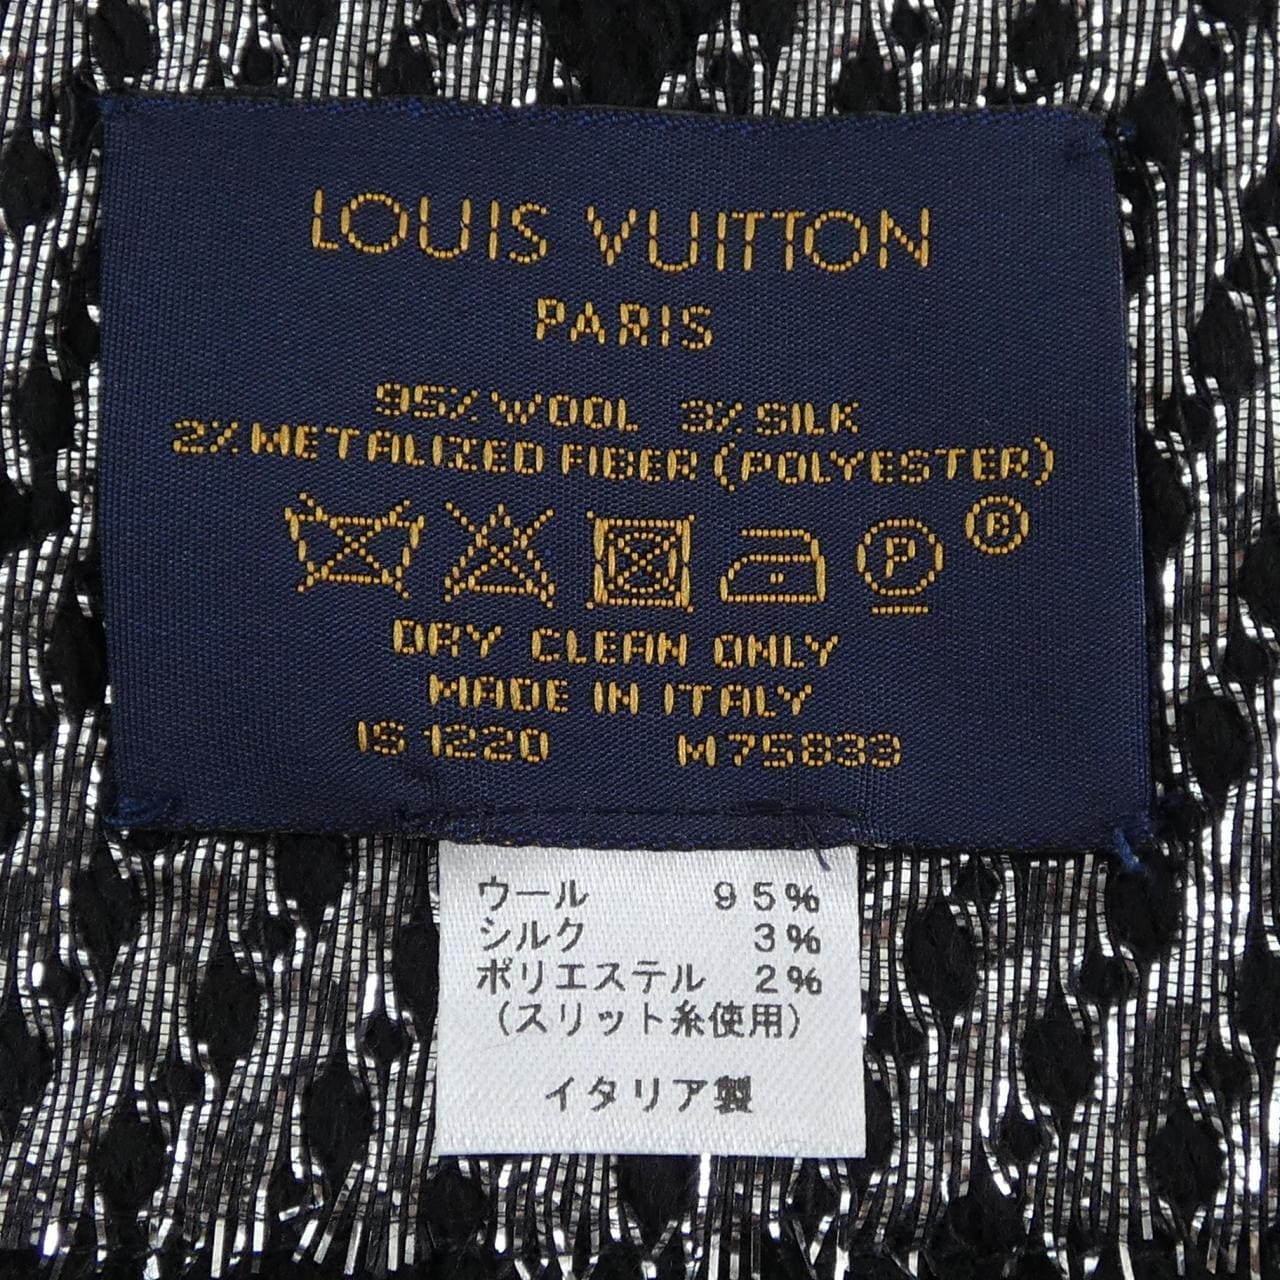 LOUIS VUITTON
PARIS
95% WOOL 3% SILK
2% METALIZED FIBER (POLYESTER)
P ®
DRY CLEAN ONLY
MADE IN ITALY
IS 1220 M75833
ウール 95%
シルク 3%
ポリエステル 2%
(スリット糸使用)
イタリア製